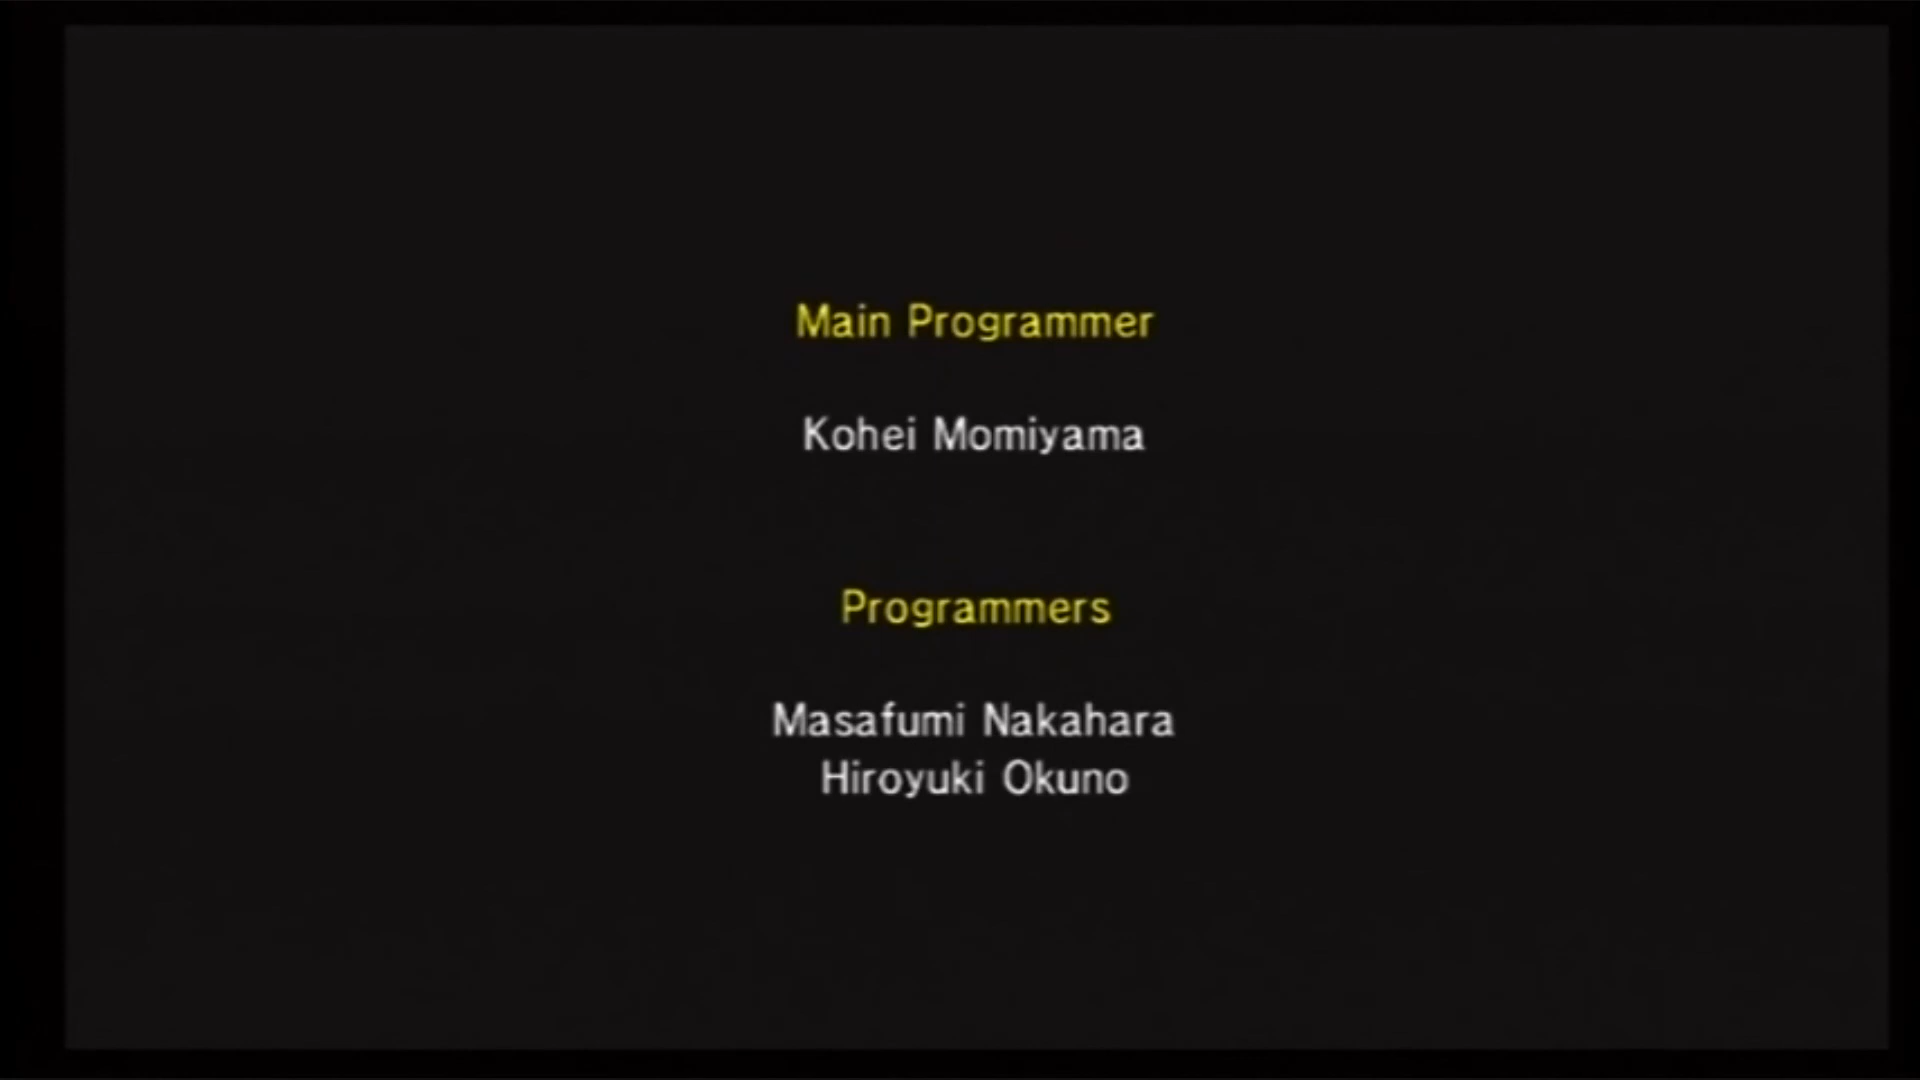 Main Programmer
Kohei Momiyama
Programmers
Masafumi Nakahara
Hiroyuki Okuno